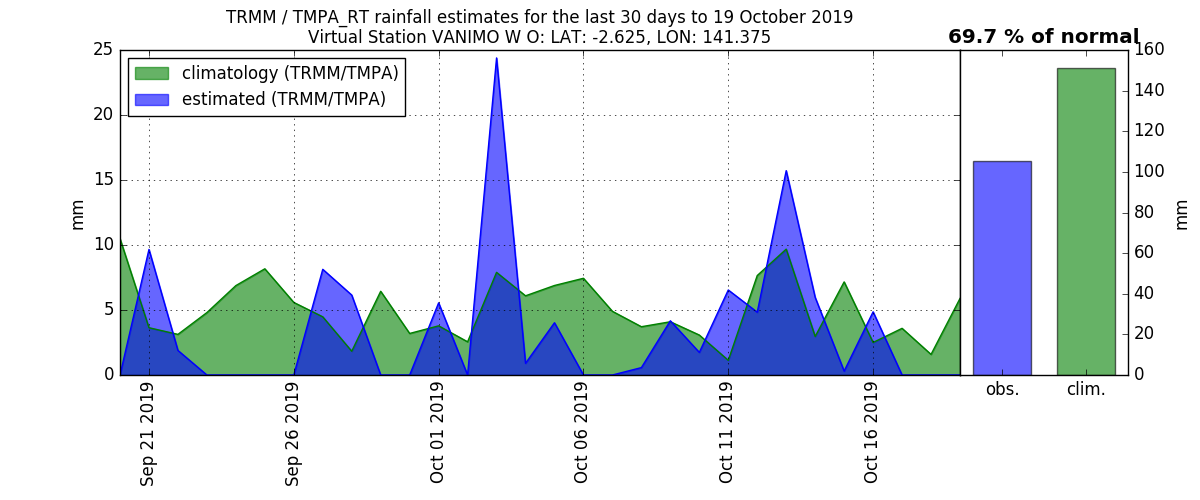 TRMM / TMPA_RT rainfall estimates for the last 30 days to 19 October 2019
Virtual Station VANIMO W O: LAT: -2.625, LON: 141.375
69.7 % of normal
climatology (TRMM/TMPA)
estimated (TRMM/TMPA)
25
20
15
10
5
0
mm
Sep 21 2019
Sep 26 2019
Oct 01 2019
Oct 06 2019
Oct 11 2019
Oct 16 2019
160
140
120
100
80
60
40
20
0
mm
obs.
clim.